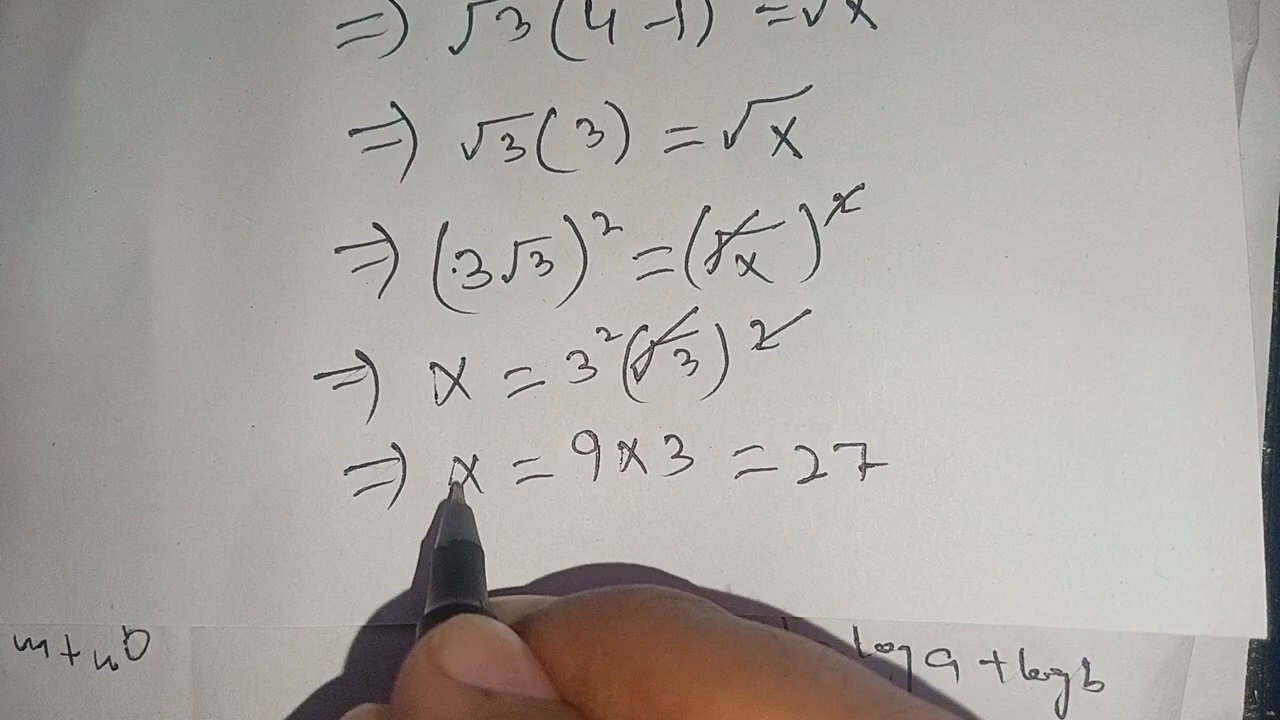 ⇒ √3 (4 - 1) = √x
⇒ √3 (3) = √x
⇒ (3√3)² = (√x)²
⇒ x = 3² (√3)²
⇒ x = 9 × 3 = 27
m+n
log a + log b